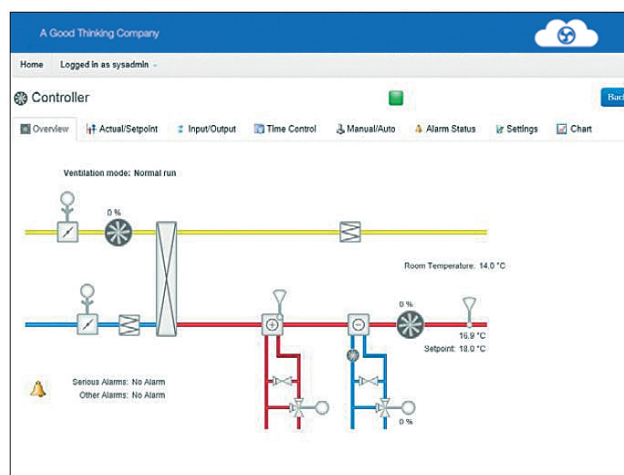 A Good Thinking Company
Home Logged in as sysadmin
Controller
Back
Overview Actual/Setpoint Input/Output Time Control Manual/Auto Alarm Status Settings Chart
Ventilation mode: Normal run
0 %
Room Temperature: 14.0 °C
0 %
16.9 °C
Setpoint: 18.0 °C
Serious Alarms: No Alarm
Other Alarms: No Alarm
0 %